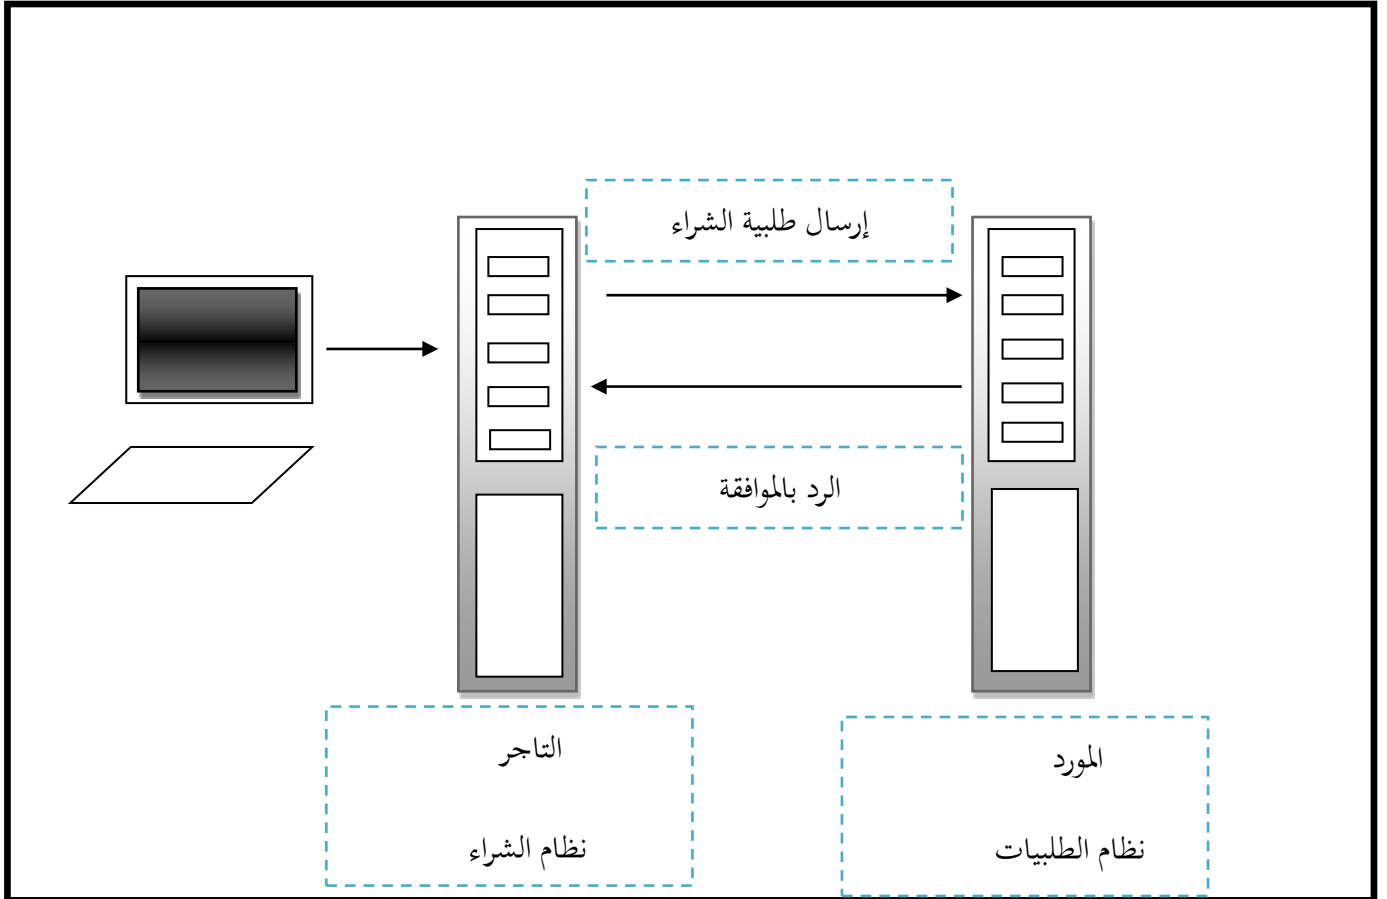 إرسال طلبية الشراء
الرد بالموافقة
المورد
نظام الطلبيات
التاجر
نظام الشراء